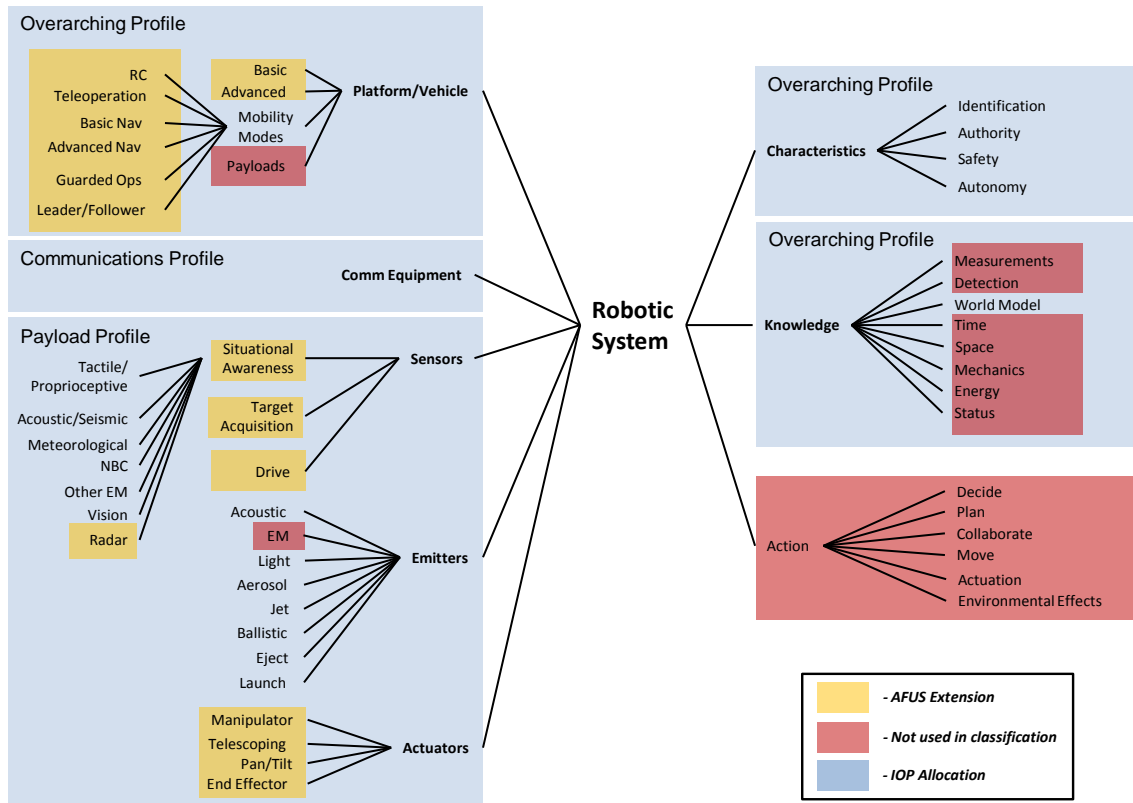 Overarching Profile
RC
Teleoperation
Basic Nav
Advanced Nav
Guarded Ops
Leader/Follower
Basic
Advanced
Mobility
Modes
Payloads
Platform/Vehicle
Communications Profile
Comm Equipment
Payload Profile
Tactile/
Proprioceptive
Acoustic/Seismic
Meteorological
NBC
Other EM
Vision
Radar
Situational
Awareness
Target
Acquisition
Drive
Sensors
Acoustic
EM
Light
Aerosol
Jet
Ballistic
Eject
Launch
Emitters
Manipulator
Telescoping
Pan/Tilt
End Effector
Actuators
Robotic
System
Overarching Profile
Characteristics
Identification
Authority
Safety
Autonomy
Overarching Profile
Knowledge
Measurements
Detection
World Model
Time
Space
Mechanics
Energy
Status
Action
Decide
Plan
Collaborate
Move
Actuation
Environmental Effects
- AFUS Extension
- Not used in classification
- IOP Allocation